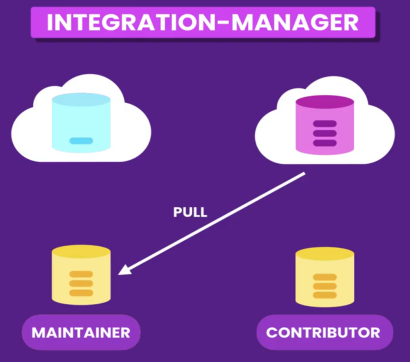 INTEGRATION-MANAGER
PULL
MAINTAINER
CONTRIBUTOR